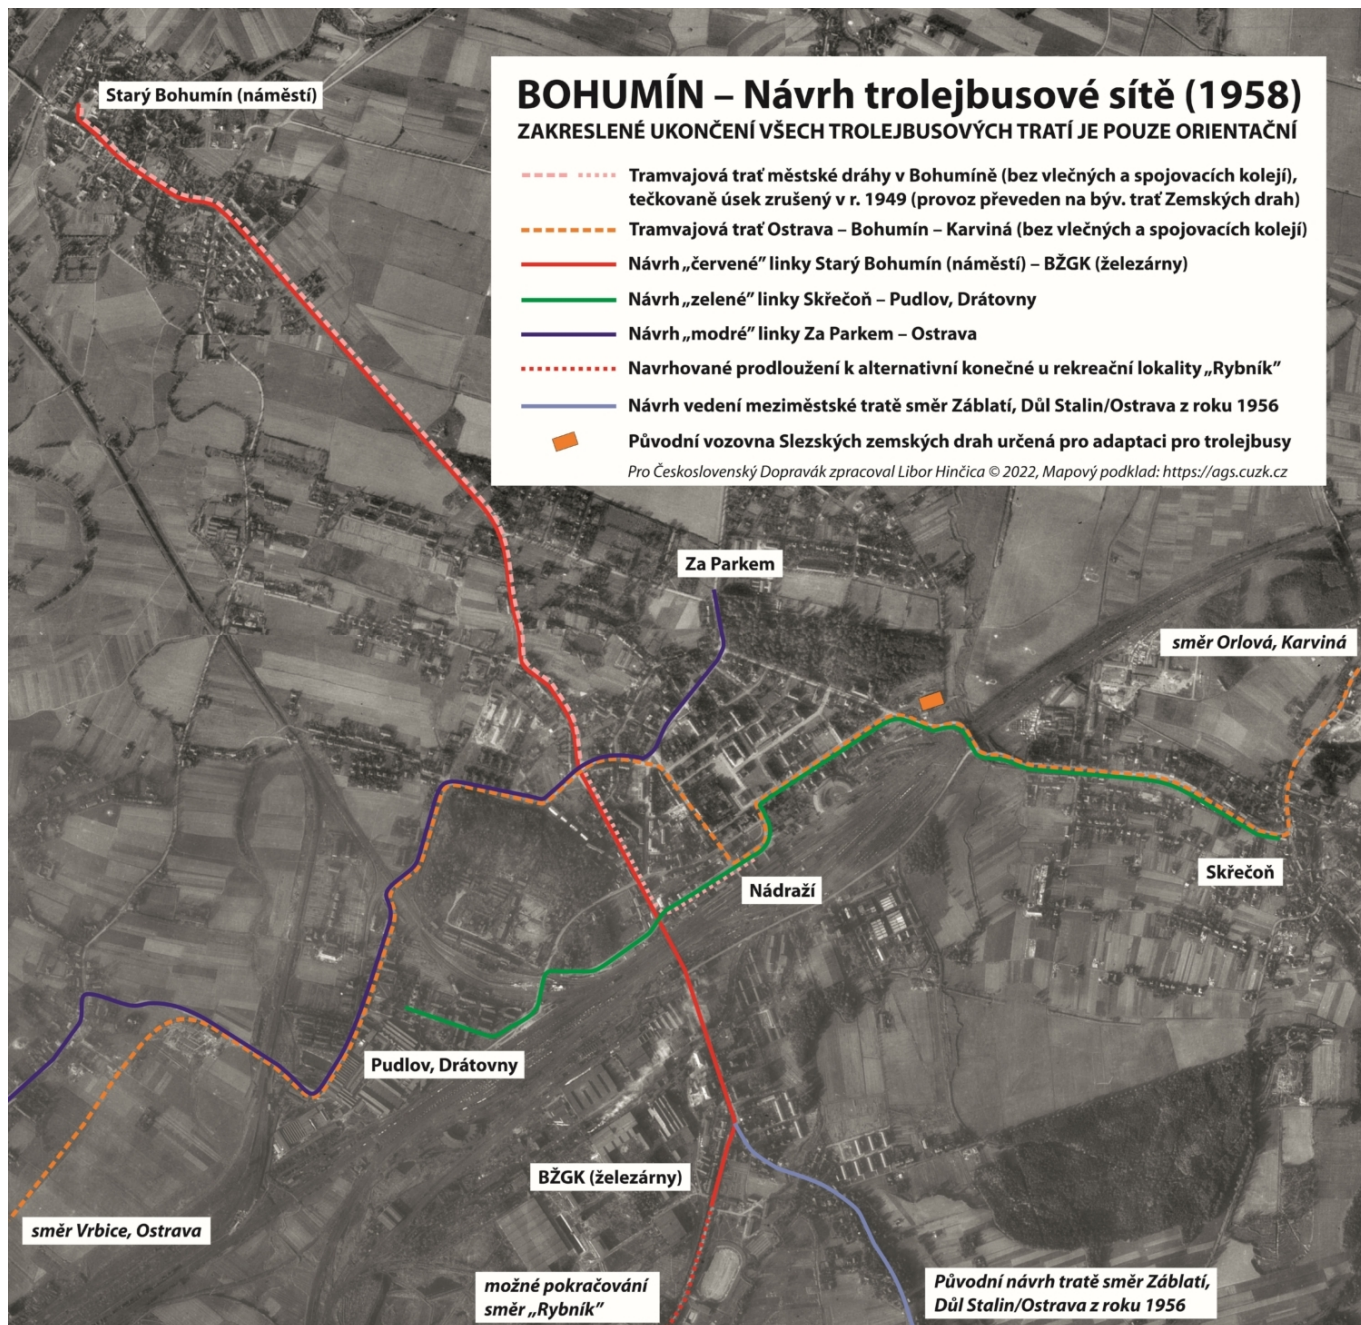 BOHUMÍN – Návrh trolejbusové sítě (1958)
ZAKRESLENÉ UKONČENÍ VŠECH TROLEJBUSOVÝCH TRATÍ JE POUZE ORIENTAČNÍ
Tramvajová trať městské dráhy v Bohumíně (bez vlečných a spojovacích kolejí),
tečkovaně úsek zrušený v r. 1949 (provoz převeden na býv. trať Zemských drah)
Tramvajová trať Ostrava – Bohumín – Karviná (bez vlečných a spojovacích kolejí)
Návrh „červené” linky Starý Bohumín (náměstí) – BŽGK (železárny)
Návrh „zelené” linky Skřečoň – Pudlov, Drátovny
Návrh „modré” linky Za Parkem – Ostrava
Navrhované prodloužení k alternativní konečné u rekreační lokality „Rybník”
Návrh vedení meziměstské tratě směr Záblatí, Důl Stalin/Ostrava z roku 1956
Původní vozovna Slezských zemských drah určená pro adaptaci pro trolejbusy
Pro Československý Dopravák zpracoval Libor Hinčica © 2022, Mapový podklad: https://ags.cuzk.cz
Starý Bohumín (náměstí)
Za Parkem
směr Orlová, Karviná
Skřečoň
Nádraží
Pudlov, Drátovny
BŽGK (železárny)
směr Vrbice, Ostrava
možné pokračování
směr „Rybník”
Původní návrh tratě směr Záblatí,
Důl Stalin/Ostrava z roku 1956